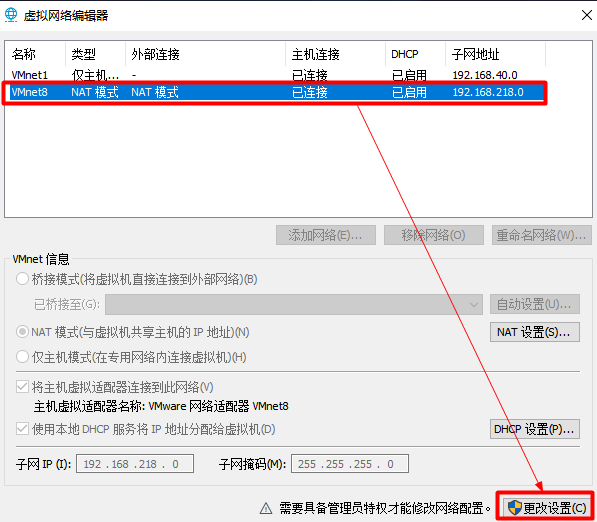 虚拟网络编辑器
名称 类型 外部连接 主机连接 DHCP 子网地址
VMnet1 仅主机... - 已连接 已启用 192.168.40.0
VMnet8 NAT 模式 NAT 模式 已连接 已启用 192.168.218.0
添加网络(E)... 移除网络(O) 重命名网络(W)...
VMnet 信息
桥接模式(将虚拟机直接连接到外部网络)(B)
已桥接至(G): 自动设置(U)...
NAT 模式(与虚拟机共享主机的 IP 地址)(N) NAT 设置(S)...
仅主机模式(在专用网络内连接虚拟机)(H)
将主机虚拟适配器连接到此网络(V)
主机虚拟适配器名称: VMware 网络适配器 VMnet8
使用本地 DHCP 服务将 IP 地址分配给虚拟机(D) DHCP 设置(P)...
子网 IP (I): 192 . 168 . 218 . 0 子网掩码(M): 255 . 255 . 255 . 0
需要具备管理员特权才能修改网络配置。 更改设置(C)